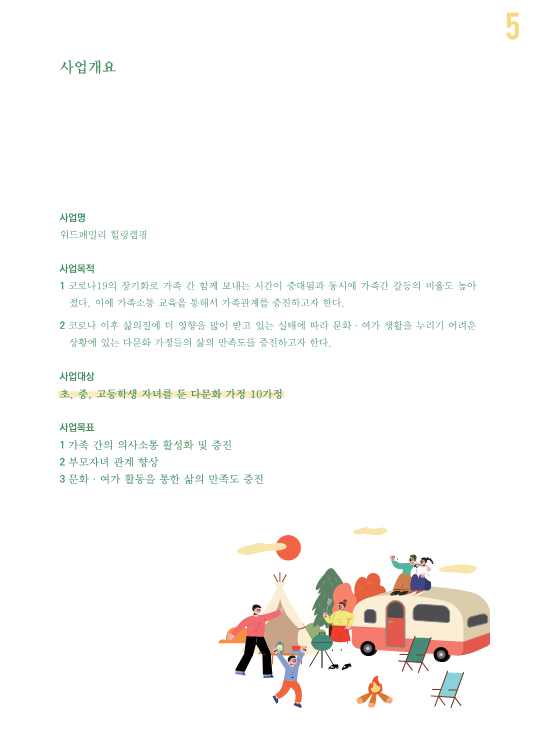 5
사업개요
사업명
위드패밀리 힐링캠핑
사업목적
1 코로나19의 장기화로 가족 간 함께 보내는 시간이 증대됨과 동시에 가족간 갈등의 비율도 높아
졌다. 이에 가족소통 교육을 통해서 가족관계를 증진하고자 한다.
2 코로나 이후 삶의질에 더 영향을 많이 받고 있는 실태에 따라 문화 · 여가 생활을 누리기 어려운
상황에 있는 다문화 가정들의 삶의 만족도를 증진하고자 한다.
사업대상
초, 중, 고등학생 자녀를 둔 다문화 가정 10가정
사업목표
1 가족 간의 의사소통 활성화 및 증진
2 부모자녀 관계 향상
3 문화 · 여가 활동을 통한 삶의 만족도 증진